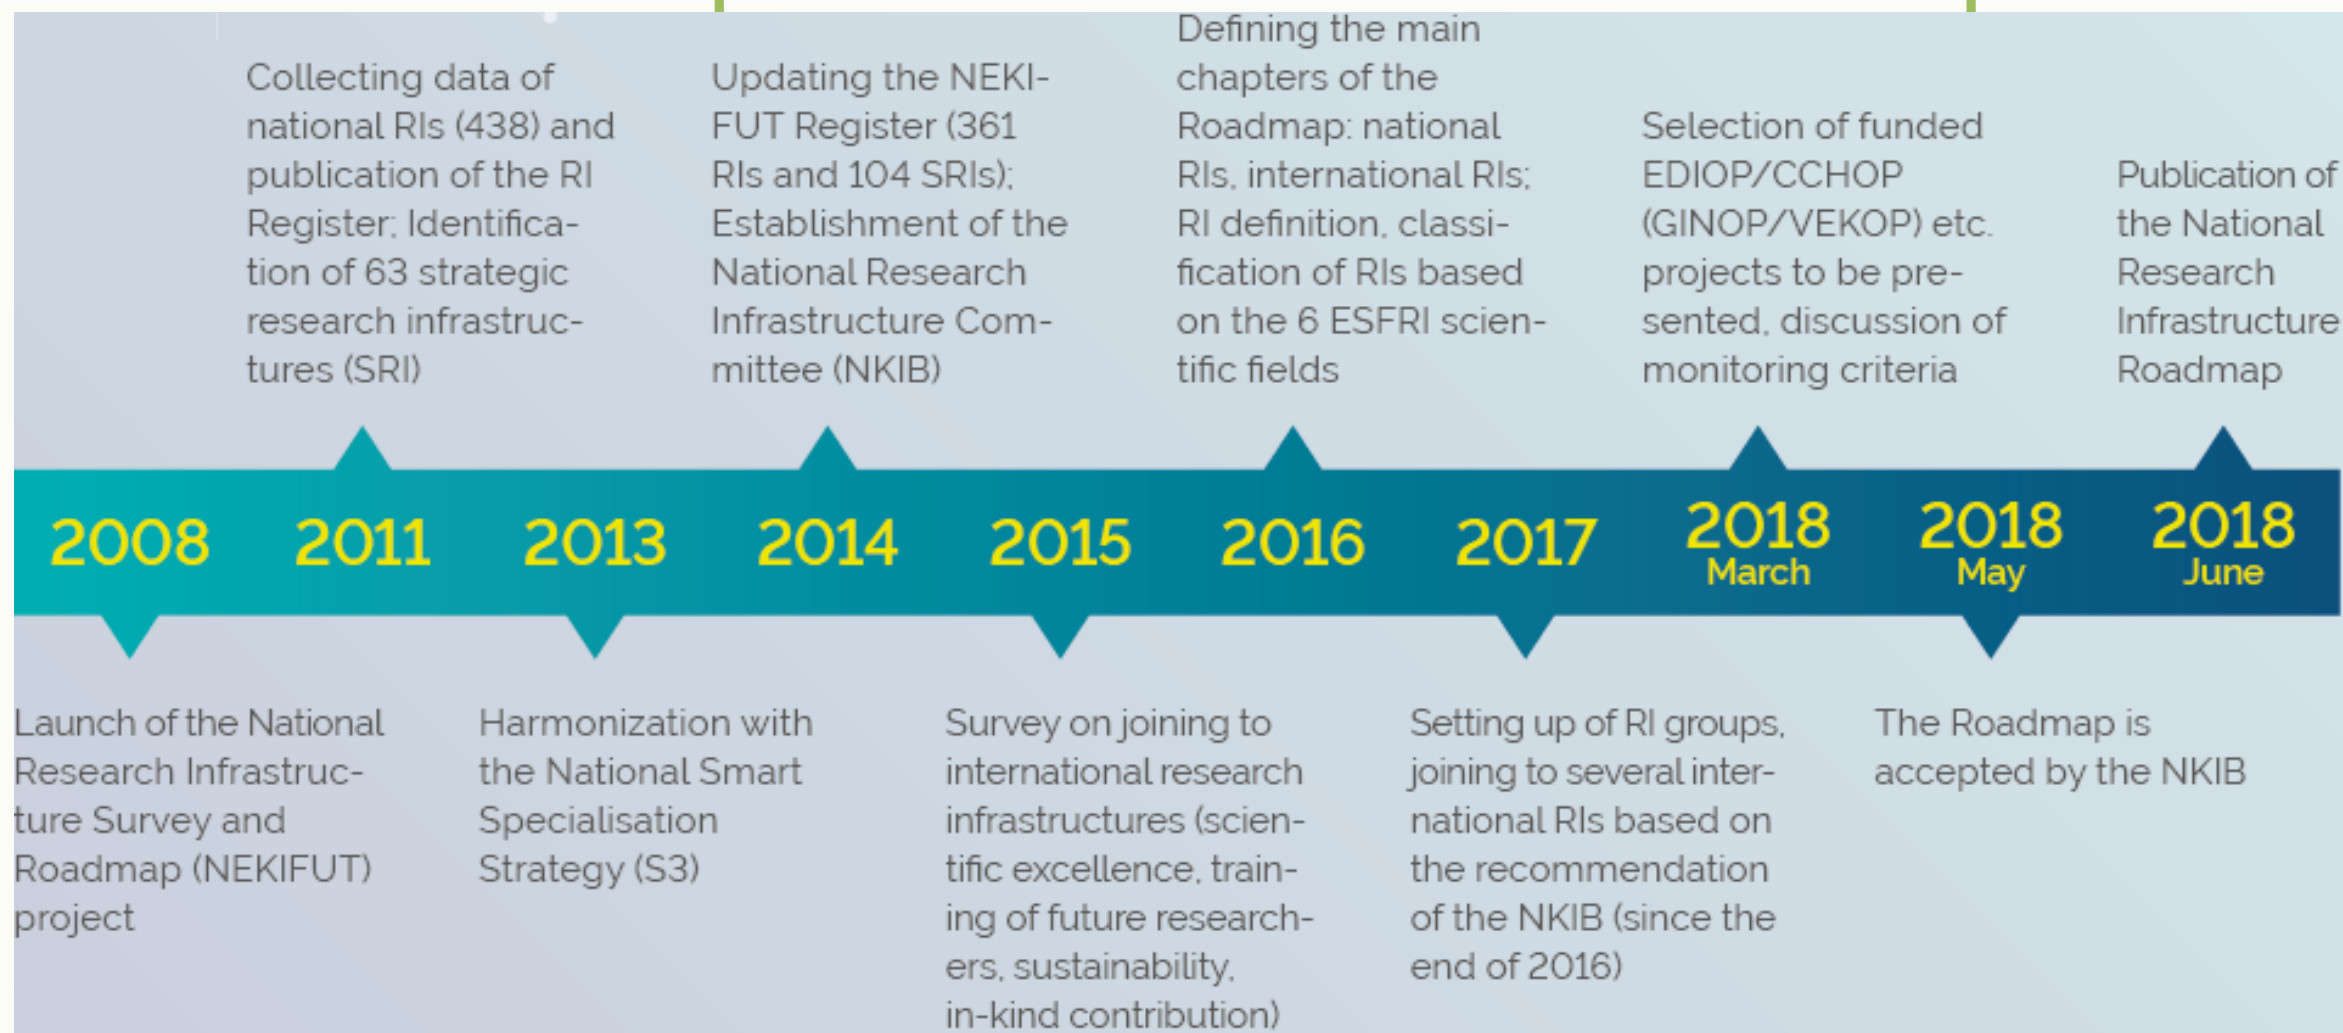 Collecting data of
national RIs (438) and
publication of the RI
Register; Identifica-
tion of 63 strategic
research infrastruc-
tures (SRI)
Updating the NEKI-
FUT Register (361
RIs and 104 SRIs);
Establishment of the
National Research
Infrastructure Com-
mittee (NKIB)
Defining the main
chapters of the
Roadmap: national
RIs, international RIs;
RI definition, classi-
fication of RIs based
on the 6 ESFRI scien-
tific fields
Selection of funded
EDIOP/CCHOP
(GINOP/VEKOP) etc.
projects to be pre-
sented, discussion of
monitoring criteria
Publication of
the National
Research
Infrastructure
Roadmap
2008
2011
2013
2014
2015
2016
2017
2018
March
2018
May
2018
June
Launch of the National
Research Infrastruc-
ture Survey and
Roadmap (NEKIFUT)
project
Harmonization with
the National Smart
Specialisation
Strategy (S3)
Survey on joining to
international research
infrastructures (scien-
tific excellence, train-
ing of future research-
ers, sustainability,
in-kind contribution)
Setting up of RI groups,
joining to several inter-
national RIs based on
the recommendation
of the NKIB (since the
end of 2016)
The Roadmap is
accepted by the NKIB